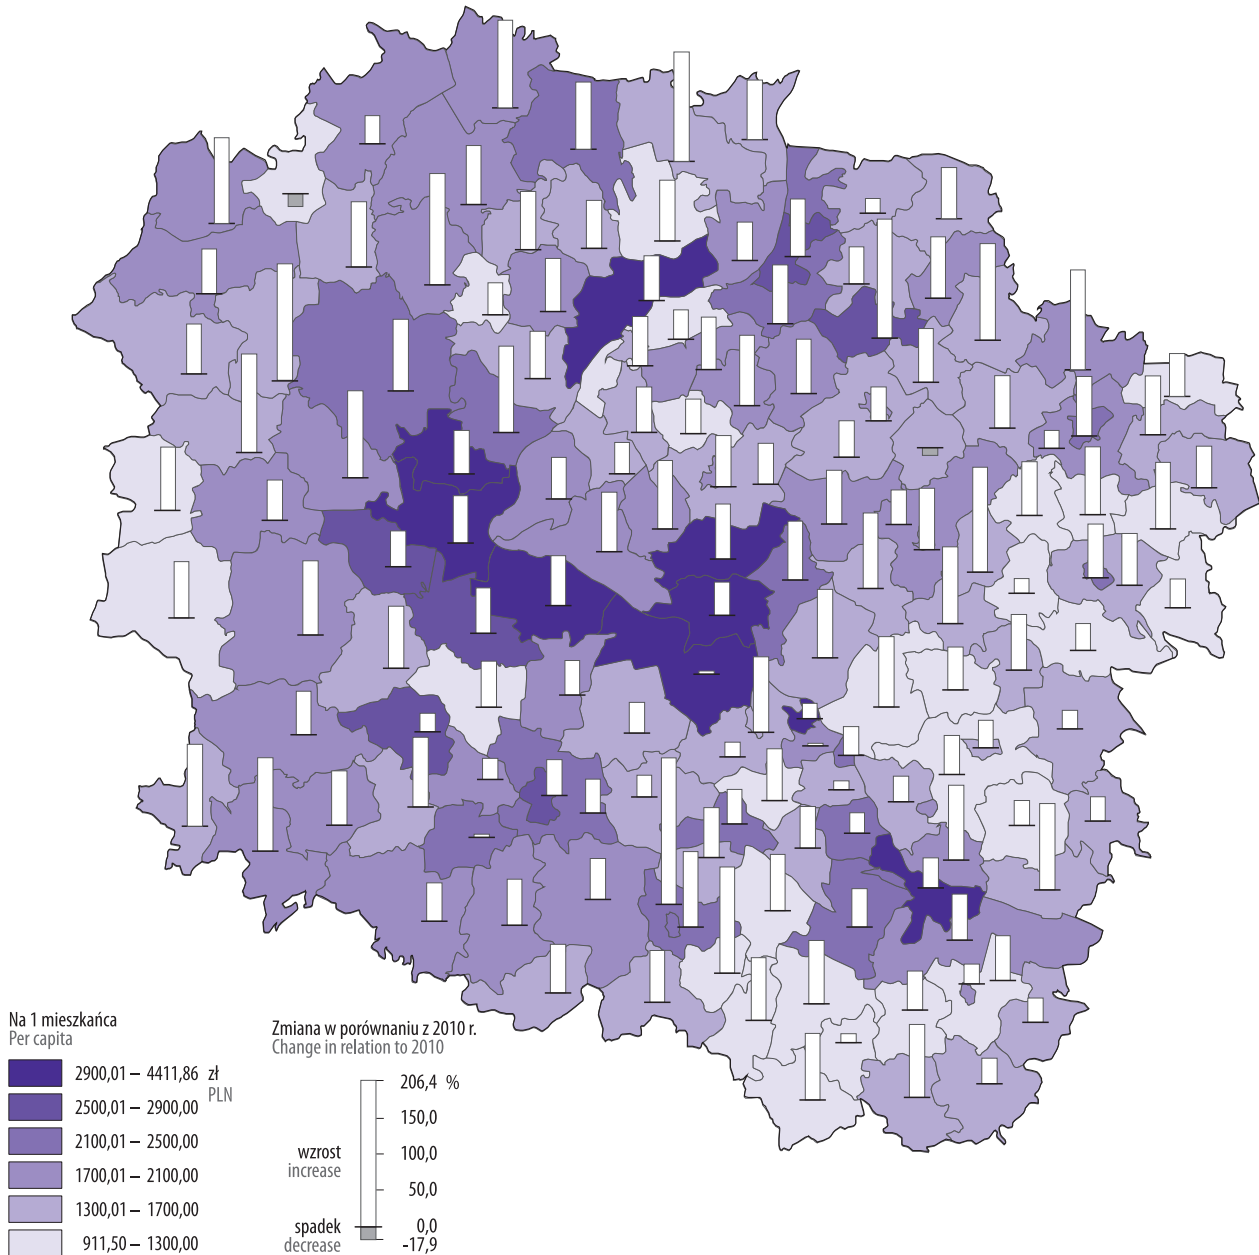 Na 1 mieszkańca
Per capita
2900,01 – 4411,86 zł
PLN
2500,01 – 2900,00
2100,01 – 2500,00
1700,01 – 2100,00
1300,01 – 1700,00
911,50 – 1300,00
Zmiana w porównaniu z 2010 r.
Change in relation to 2010
206,4 %
150,0
wzrost 100,0
increase
50,0
spadek 0,0
decrease -17,9